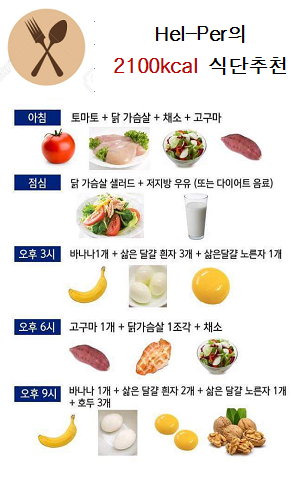 Hel-Per의
2100kcal 식단추천
아침 토마토 + 닭 가슴살 + 채소 + 고구마
점심 닭 가슴살 샐러드 + 저지방 우유 (또는 다이어트 음료)
오후 3시 바나나1개 + 삶은 달걀 흰자 3개 + 삶은달걀 노른자 1개
오후 6시 고구마 1개 + 닭가슴살 1조각 + 채소
오후 9시 바나나 1개 + 삶은 달걀 흰자 2개 + 삶은달걀 노른자 1개
+ 호두 3개